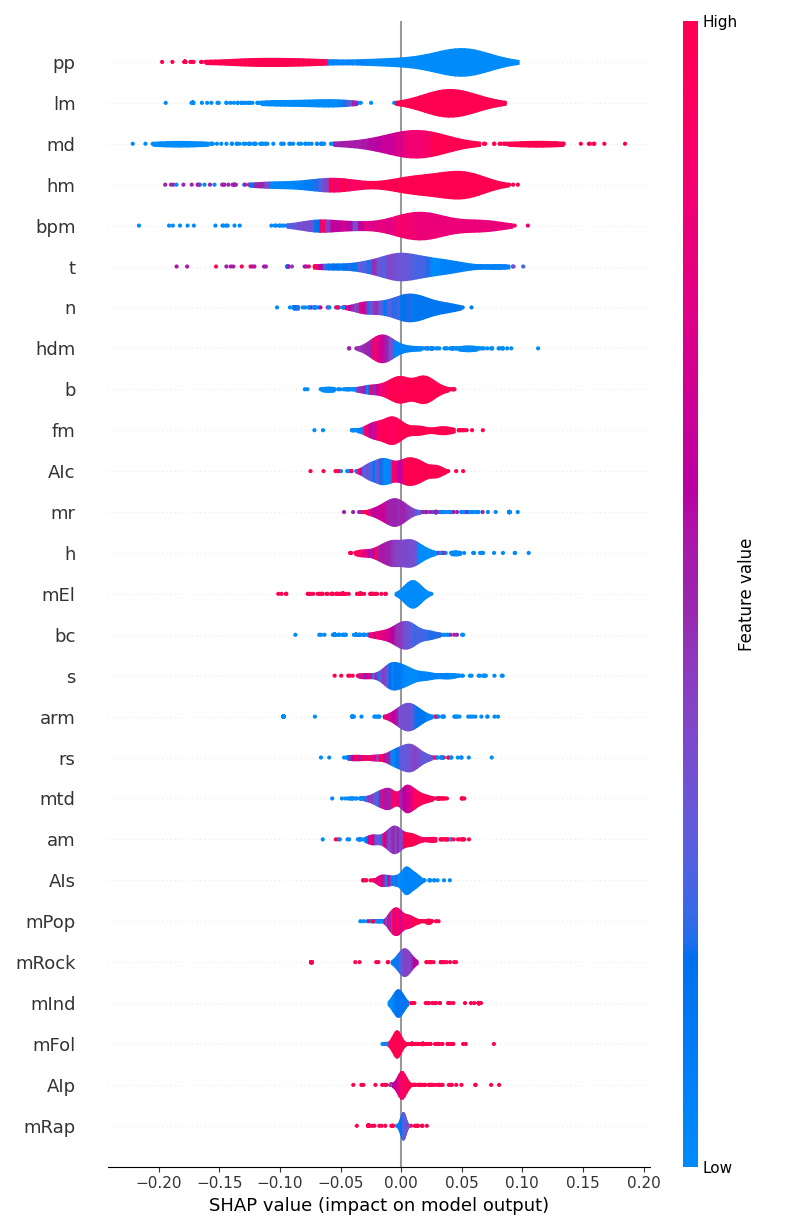 High
pp
lm
md
hm
bpm
t
n
hdm
b
fm
AIc
mr
h
mEl
bc
s
arm
rs
mtd
am
AIs
mPop
mRock
mInd
mFol
AIp
mRap
Feature value
Low
−0.20 −0.15 −0.10 −0.05 0.00 0.05 0.10 0.15 0.20
SHAP value (impact on model output)